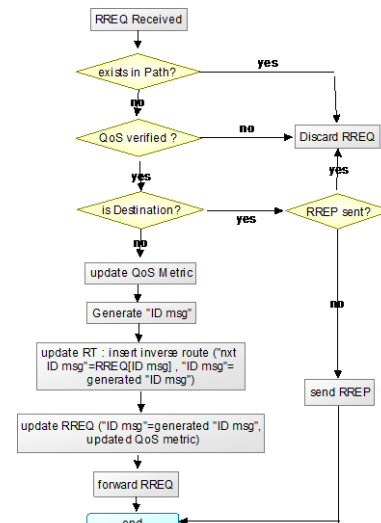 RREQ Received
exists in Path?
yes
no
QoS verified ?
no
Discard RREQ
yes
yes
is Destination?
yes
RREP sent?
no
no
update QoS Metric
Generate "ID msg"
update RT : insert inverse route ("nxt
ID msg"=RREQ[ID msg] , "ID msg"=
generated "ID msg")
send RREP
update RREQ ("ID msg"=generated "ID msg",
updated QoS metric)
forward RREQ
end